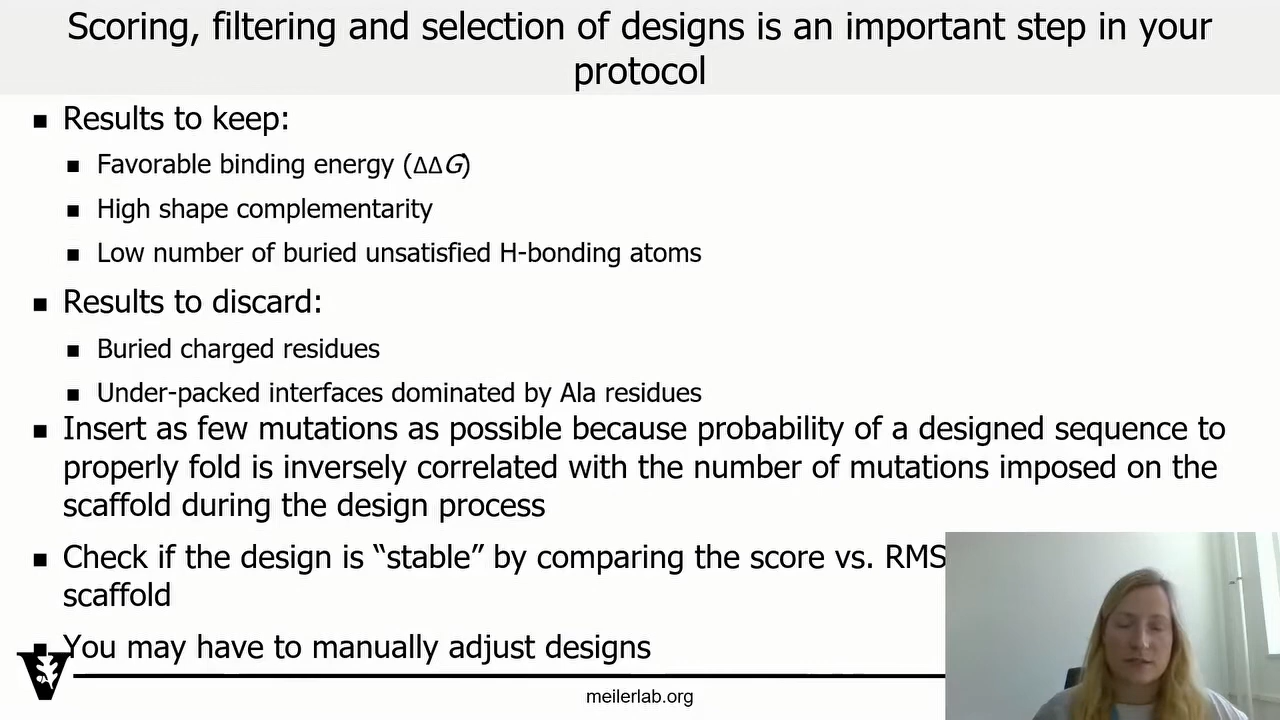 Scoring, filtering and selection of designs is an important step in your
protocol
Results to keep:
Favorable binding energy (ΔΔG)
High shape complementarity
Low number of buried unsatisfied H-bonding atoms
Results to discard:
Buried charged residues
Under-packed interfaces dominated by Ala residues
Insert as few mutations as possible because probability of a designed sequence to
properly fold is inversely correlated with the number of mutations imposed on the
scaffold during the design process
Check if the design is “stable” by comparing the score vs. RMS
scaffold
You may have to manually adjust designs
meilerlab.org